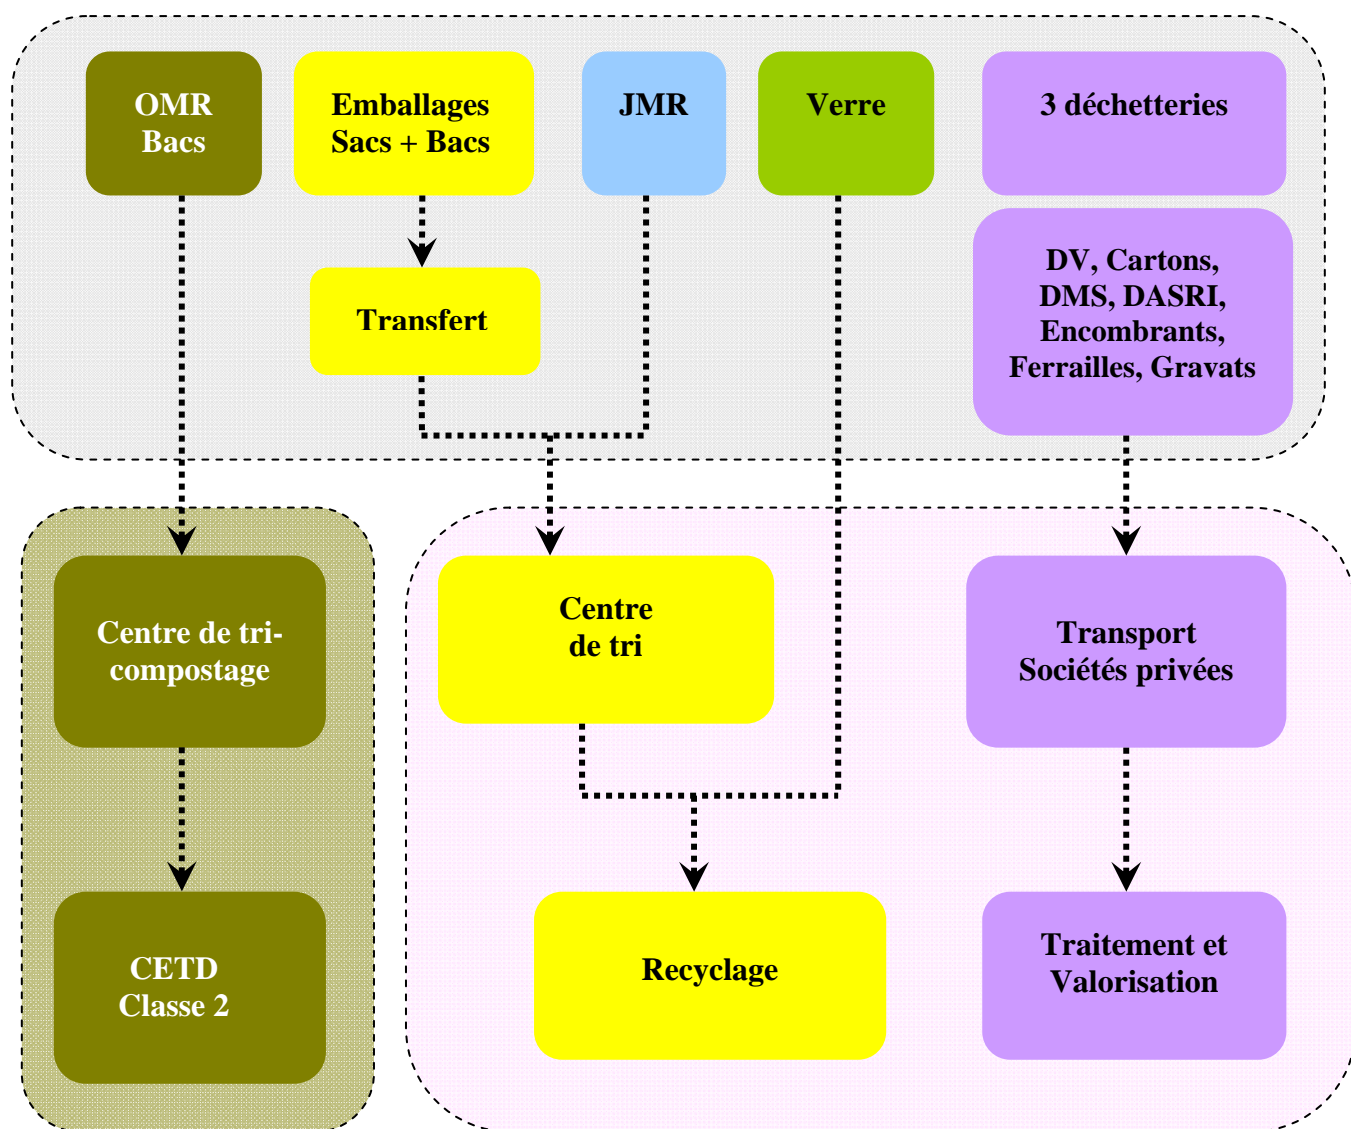 OMR
Bacs
Emballages
Sacs + Bacs
JMR
Verre
3 déchetteries
DV, Cartons,
DMS, DASRI,
Encombrants,
Ferrailles, Gravats
Transfert
Centre de tri-
compostage
Centre
de tri
Transport
Sociétés privées
CETD
Classe 2
Recyclage
Traitement et
Valorisation